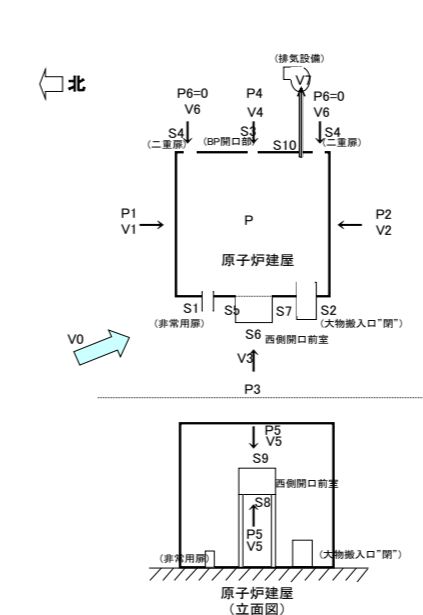 北
(排気設備)
V7
P6=0
V6
P4
V4
P6=0
V6
S4
(二重扉)
(BP開口部)
S3
S10
S4
(二重扉)
P1
V1
P
P2
V2
原子炉建屋
S1
S5
S7
S2
(非常用扉)
(大物搬入口"閉")
S6
西側開口前室
V0
V3
P3
P5
V5
S9
西側開口前室
S8
P5
V5
(非常用扉)
(大物搬入口"閉")
原子炉建屋
(立面図)